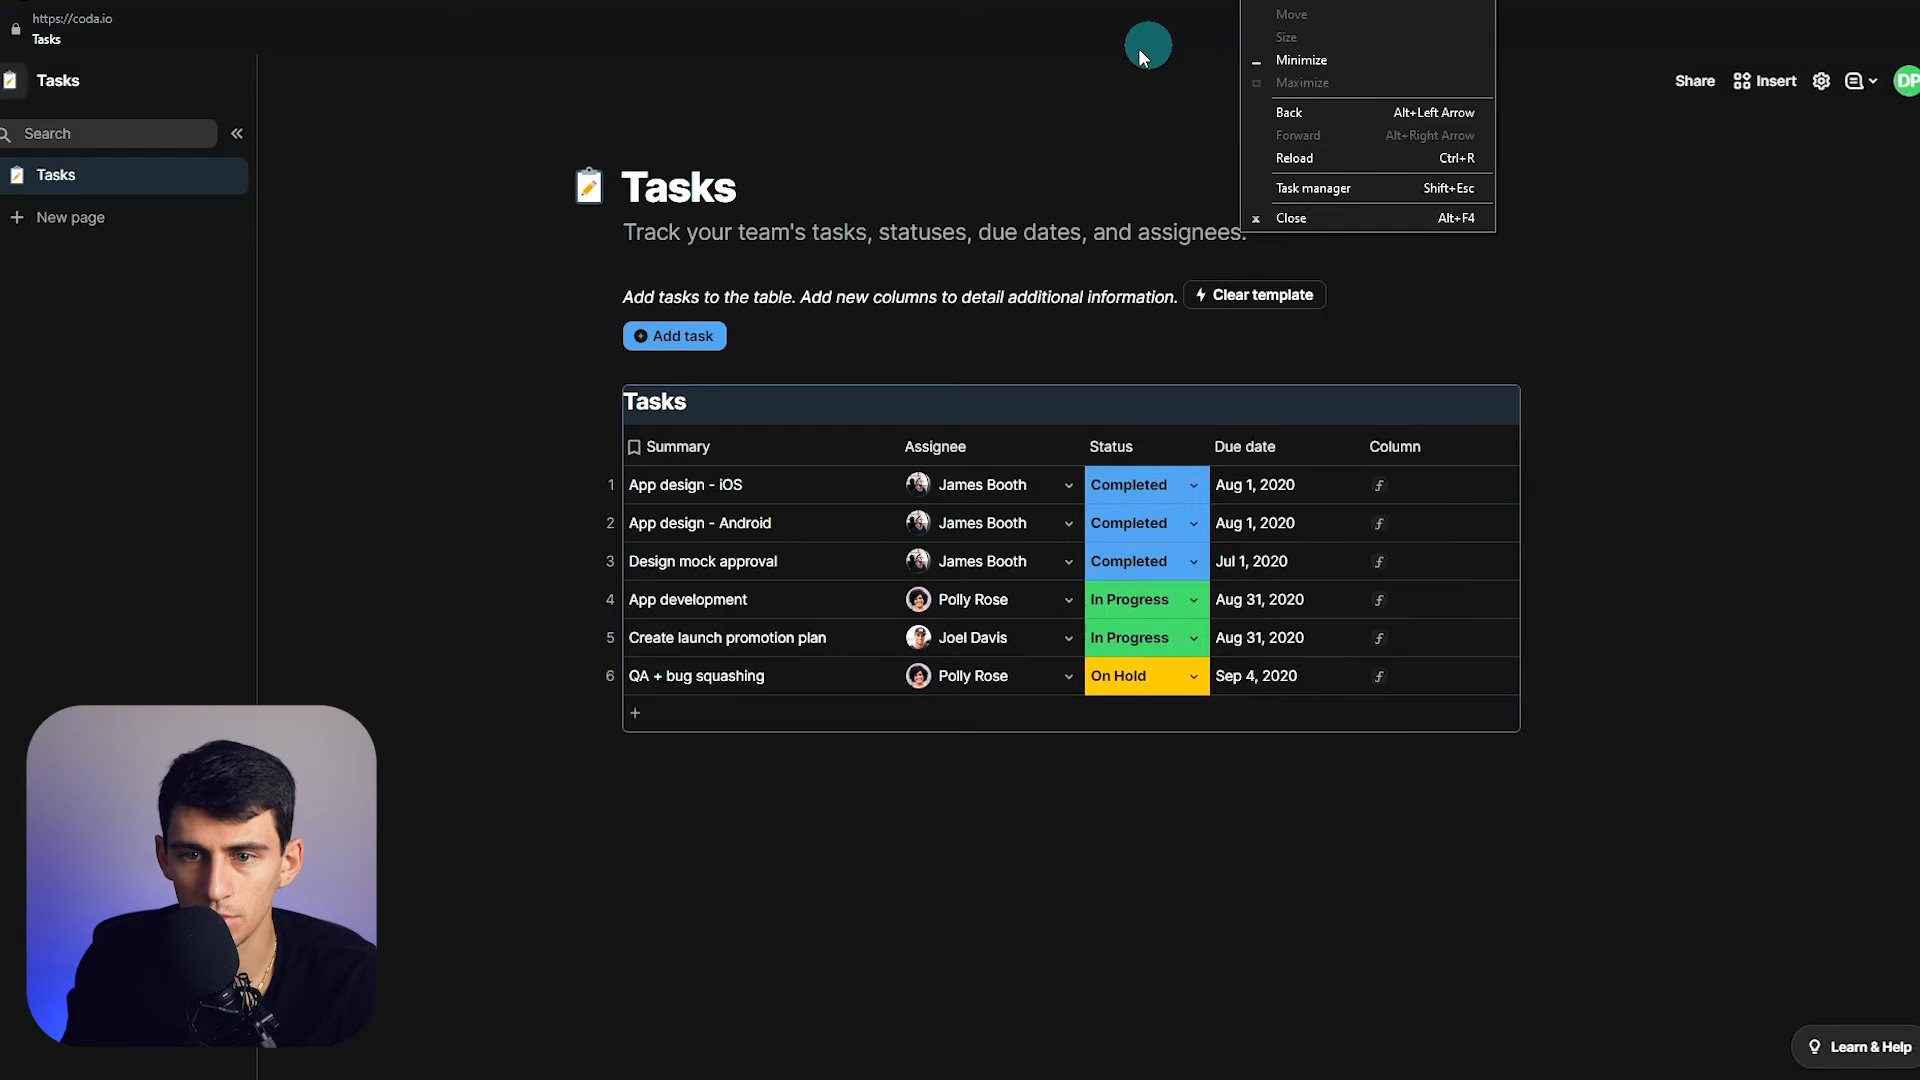 https://coda.io
Tasks
Tasks
Search
Tasks
New page
Move
Size
Minimize
Maximize
Back Alt+Left Arrow
Forward Alt+Right Arrow
Reload Ctrl+R
Task manager Shift+Esc
Close Alt+F4
Share Insert DP
Tasks
Track your team's tasks, statuses, due dates, and assignees.
Add tasks to the table. Add new columns to detail additional information. Clear template
Add task
Tasks
Summary Assignee Status Due date Column
1 App design - iOS James Booth Completed Aug 1, 2020
2 App design - Android James Booth Completed Aug 1, 2020
3 Design mock approval James Booth Completed Jul 1, 2020
4 App development Polly Rose In Progress Aug 31, 2020
5 Create launch promotion plan Joel Davis In Progress Aug 31, 2020
6 QA + bug squashing Polly Rose On Hold Sep 4, 2020
Learn & Help